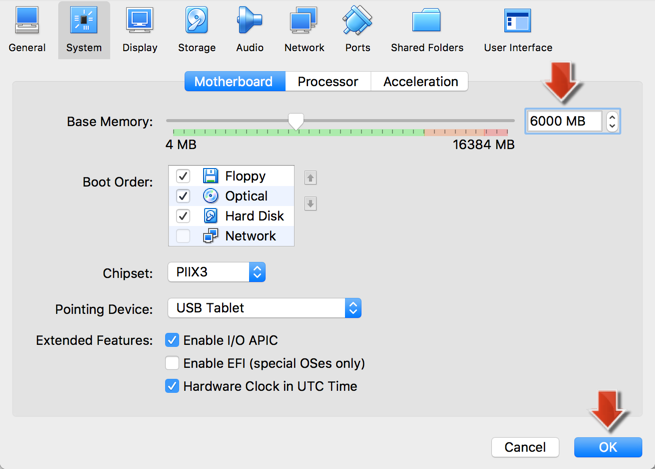 General System Display Storage Audio Network Ports Shared Folders User Interface
Motherboard Processor Acceleration
Base Memory: 6000 MB
4 MB 16384 MB
Boot Order: Floppy
Optical
Hard Disk
Network
Chipset: PIIX3
Pointing Device: USB Tablet
Extended Features: Enable I/O APIC
Enable EFI (special OSes only)
Hardware Clock in UTC Time
Cancel OK